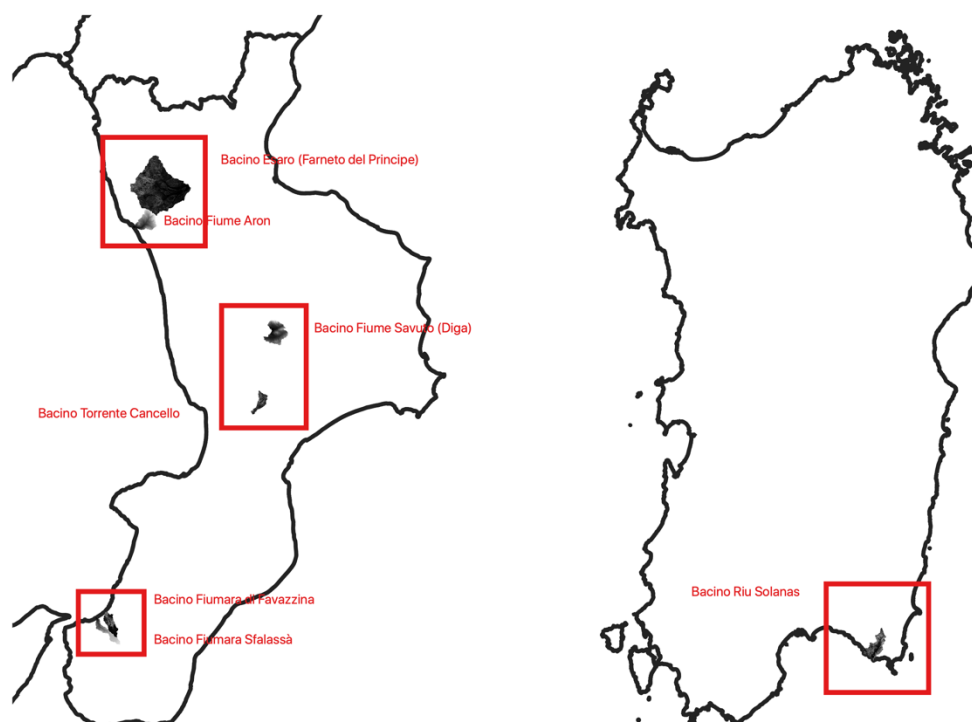 Bacino Esaro (Farneto del Principe)
Bacino Fiume Aron
Bacino Fiume Savuto (Diga)
Bacino Torrente Cancello
Bacino Fiumara di Favazzina
Bacino Riu Solanas
Bacino Fiumara Sfalassà